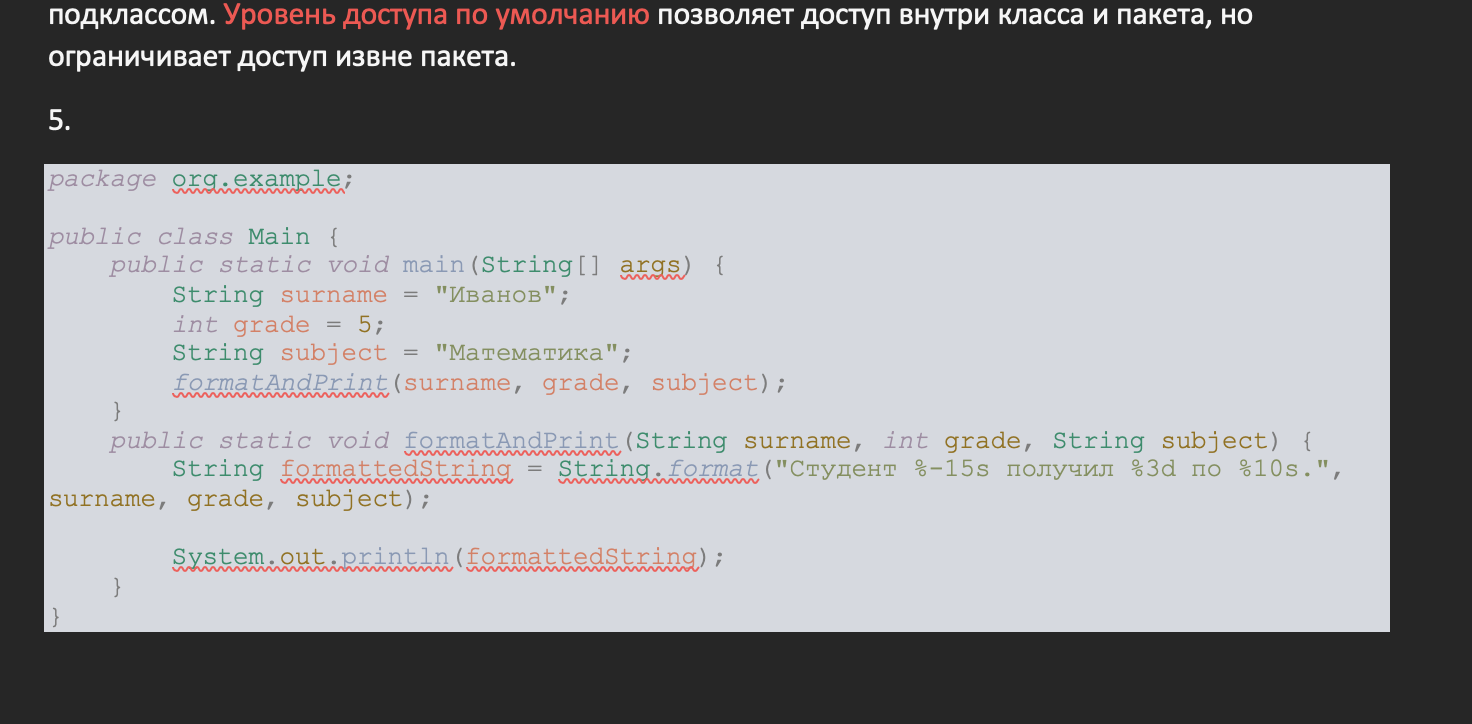 подклассом. Уровень доступа по умолчанию позволяет доступ внутри класса и пакета, но
ограничивает доступ извне пакета.
5.
package org.example;
public class Main {
    public static void main(String[] args) {
        String surname = "Иванов";
        int grade = 5;
        String subject = "Математика";
        formatAndPrint(surname, grade, subject);
    }
    public static void formatAndPrint(String surname, int grade, String subject) {
        String formattedString = String.format("Студент %-15s получил %3d по %10s.",
surname, grade, subject);
        System.out.println(formattedString);
    }
}